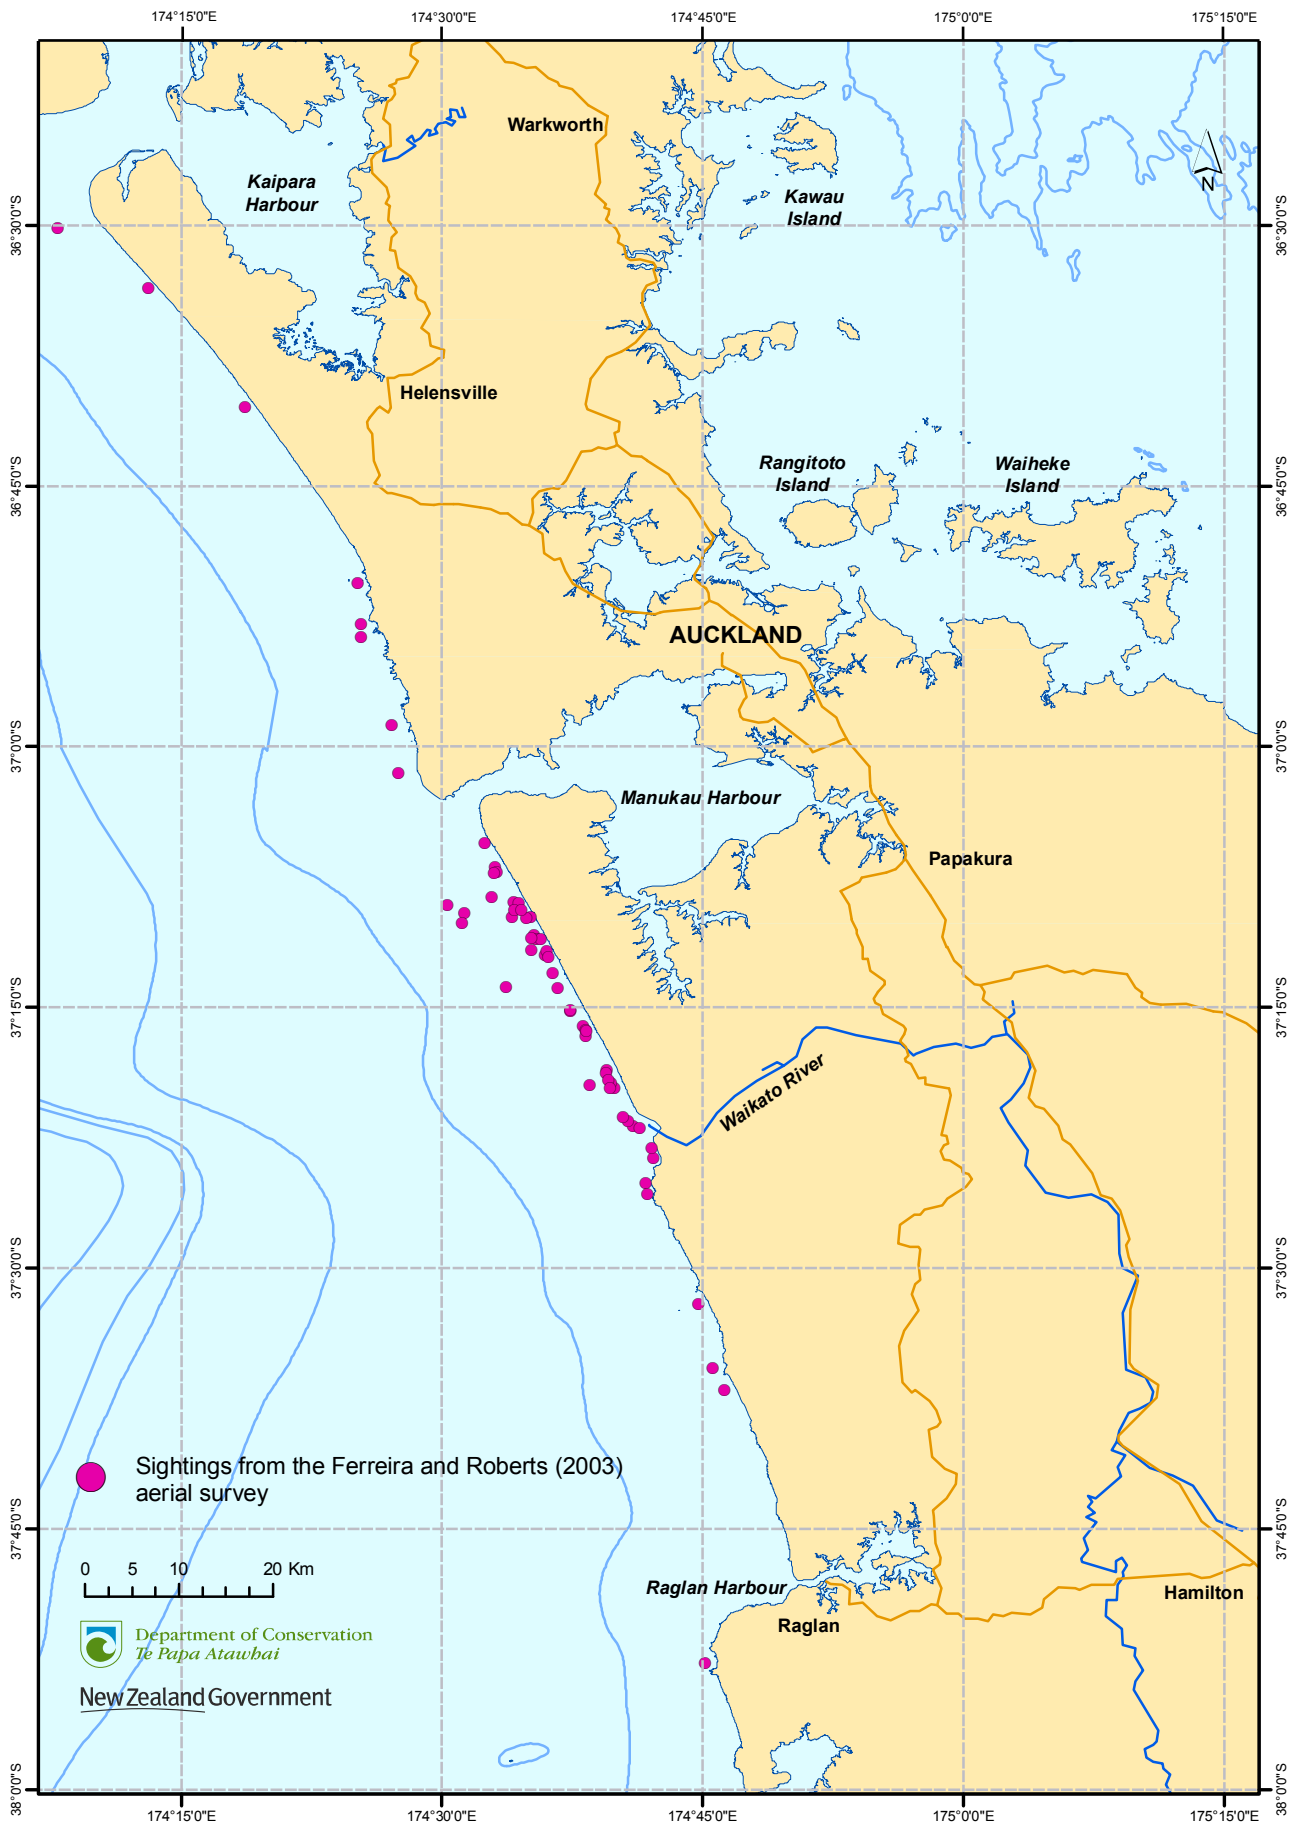 174°15'0"E
174°30'0"E
174°45'0"E
175°0'0"E
175°15'0"E
Warkworth
Kaipara
Harbour
Kawau
Island
N
36°30'0"S
36°30'0"S
Helensville
Rangitoto
Island
Waiheke
Island
36°45'0"S
36°45'0"S
AUCKLAND
37°0'0"S
37°0'0"S
Manukau Harbour
Papakura
37°15'0"S
37°15'0"S
Waikato River
37°30'0"S
37°30'0"S
Sightings from the Ferreira and Roberts (2003)
aerial survey
37°45'0"S
37°45'0"S
0 5 10 20 Km
Raglan Harbour
Hamilton
Raglan
Department of Conservation
Te Papa Atawhai
New Zealand Government
38°0'0"S
38°0'0"S
174°15'0"E
174°30'0"E
174°45'0"E
175°0'0"E
175°15'0"E